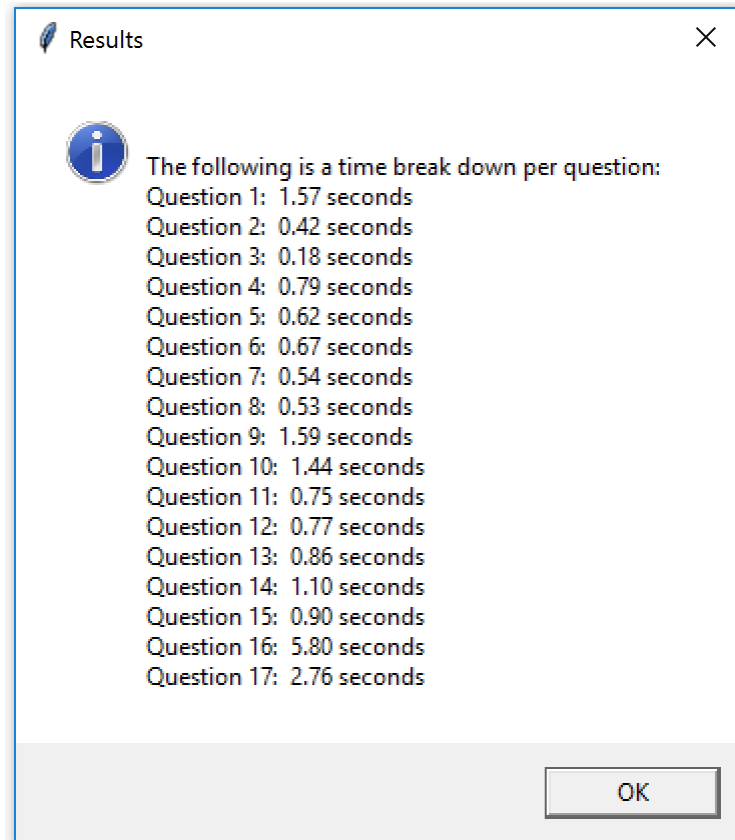 Results
The following is a time break down per question:
Question 1:  1.57 seconds
Question 2:  0.42 seconds
Question 3:  0.18 seconds
Question 4:  0.79 seconds
Question 5:  0.62 seconds
Question 6:  0.67 seconds
Question 7:  0.54 seconds
Question 8:  0.53 seconds
Question 9:  1.59 seconds
Question 10:  1.44 seconds
Question 11:  0.75 seconds
Question 12:  0.77 seconds
Question 13:  0.86 seconds
Question 14:  1.10 seconds
Question 15:  0.90 seconds
Question 16:  5.80 seconds
Question 17:  2.76 seconds
OK